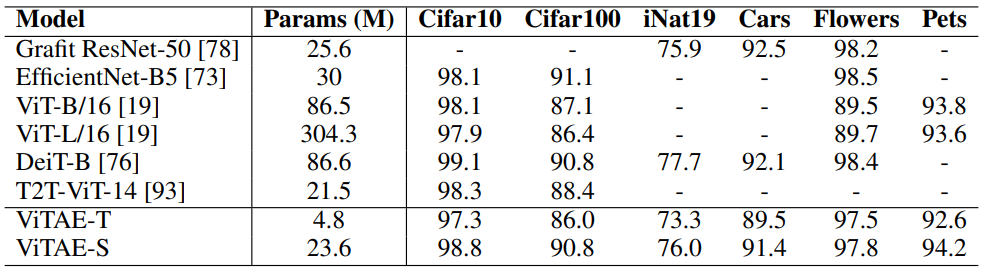 Model Params (M) Cifar10 Cifar100 iNat19 Cars Flowers Pets
Grafit ResNet-50 [78] 25.6 - - 75.9 92.5 98.2 -
EfficientNet-B5 [73] 30 98.1 91.1 - - 98.5 -
ViT-B/16 [19] 86.5 98.1 87.1 - - 89.5 93.8
ViT-L/16 [19] 304.3 97.9 86.4 - - 89.7 93.6
DeiT-B [76] 86.6 99.1 90.8 77.7 92.1 98.4 -
T2T-ViT-14 [93] 21.5 98.3 88.4 - - - -
ViTAE-T 4.8 97.3 86.0 73.3 89.5 97.5 92.6
ViTAE-S 23.6 98.8 90.8 76.0 91.4 97.8 94.2